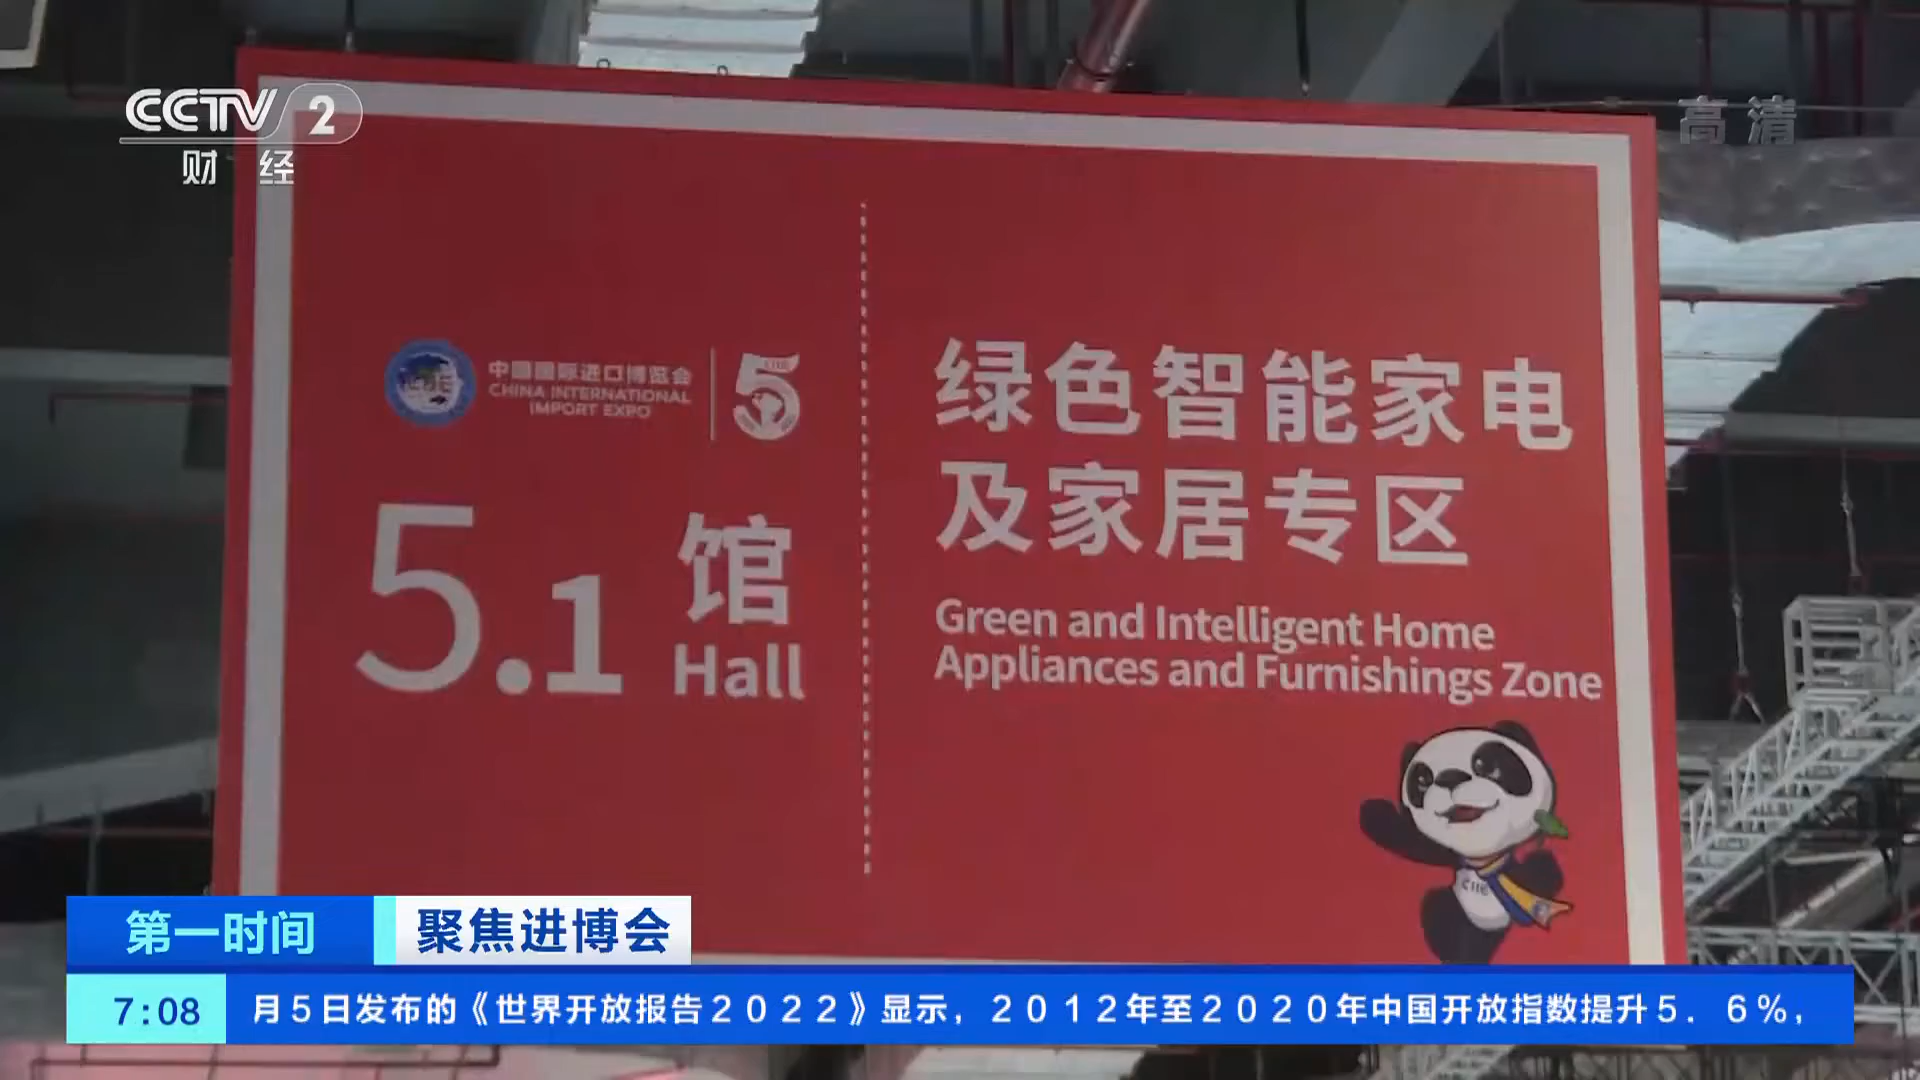 CCTV 2
财 经
高清
中国国际进口博览会
CHINA INTERNATIONAL
IMPORT EXPO
5
5.1 馆
Hall
绿色智能家电
及家居专区
Green and Intelligent Home
Appliances and Furnishings Zone
CIIE
第一时间
聚焦进博会
7:08
月5日发布的《世界开放报告2022》显示，2012年至2020年中国开放指数提升5．6%，